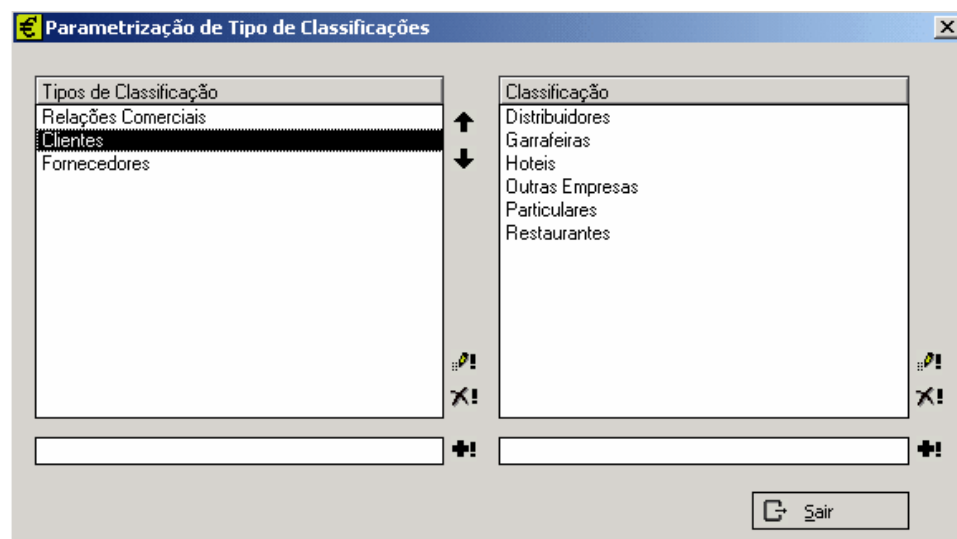 Parametrização de Tipo de Classificações
Tipos de Classificação
Relações Comerciais
Clientes
Fornecedores
Classificação
Distribuidores
Garrafeiras
Hoteis
Outras Empresas
Particulares
Restaurantes
Sair